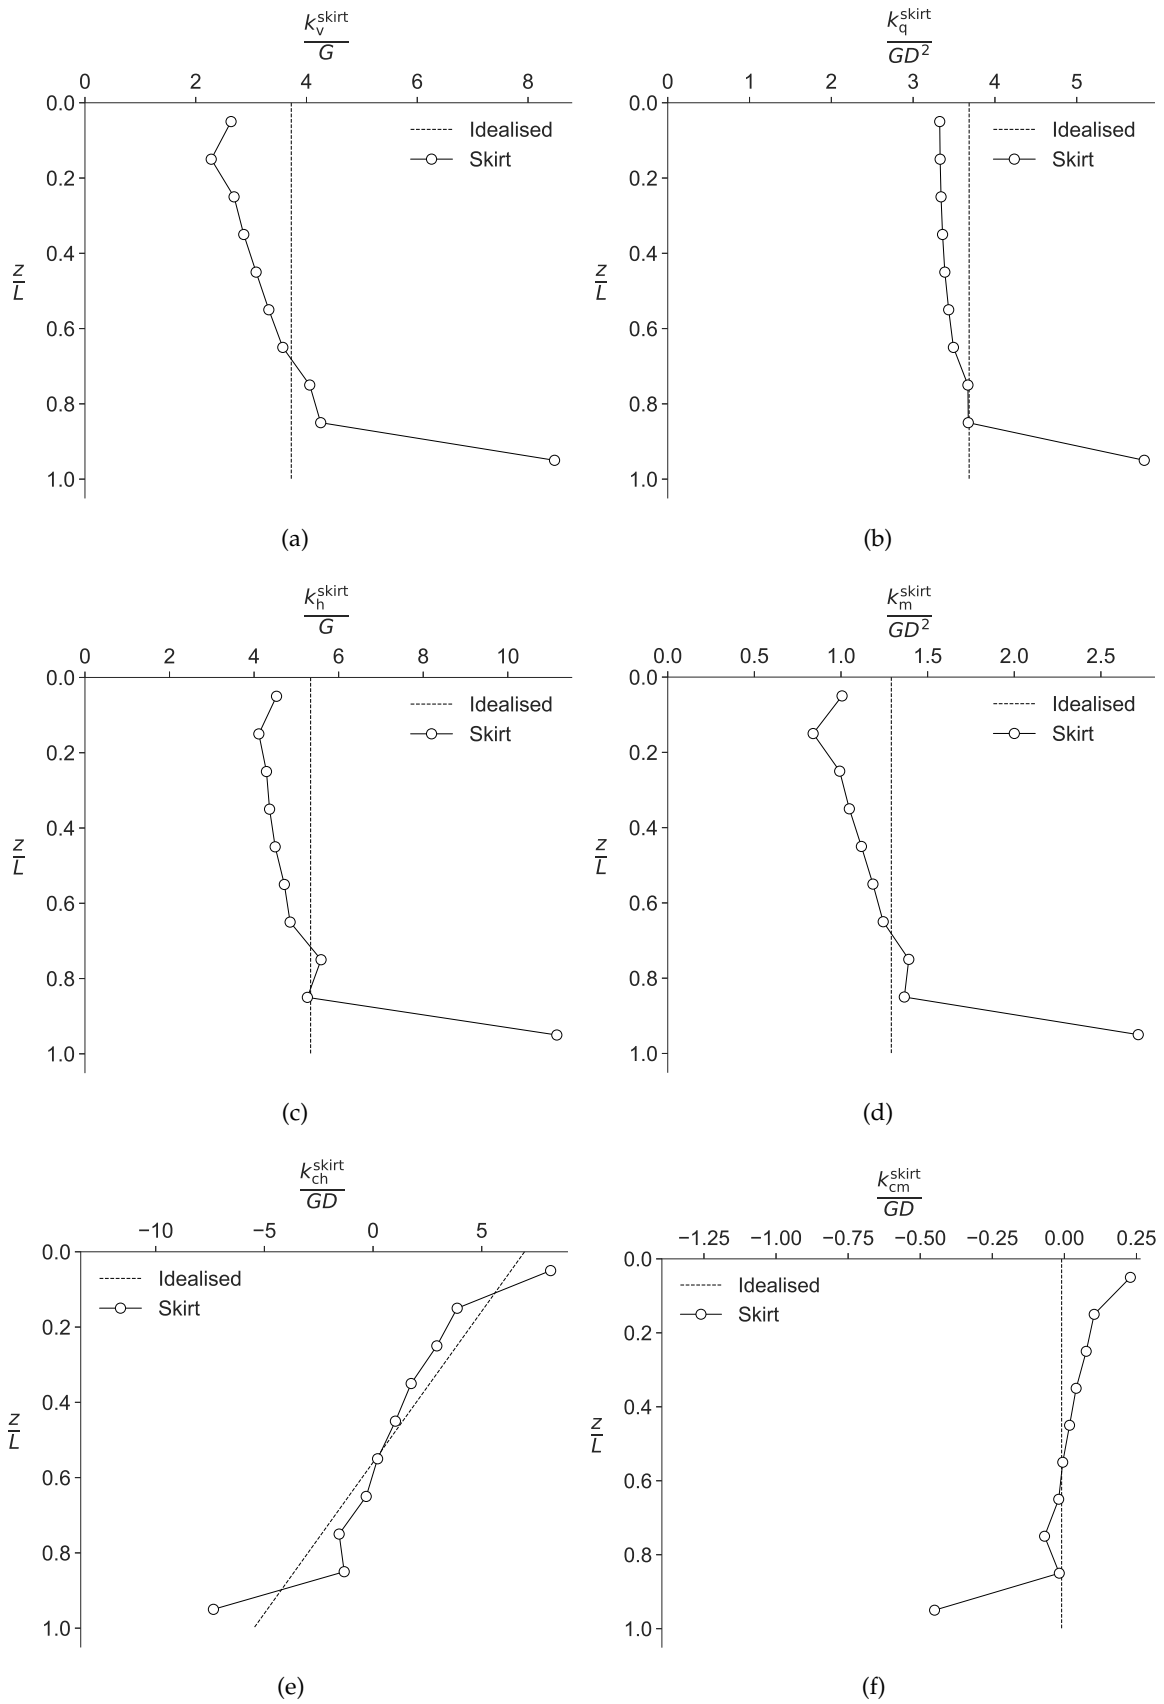 k_v^skirt / G
k_q^skirt / GD²
0 2 4 6 8
0 1 2 3 4 5
0.0
0.2
0.4
0.6
0.8
1.0
z/L
Idealised
Skirt
0.0
0.2
0.4
0.6
0.8
1.0
z/L
Idealised
Skirt
(a)
(b)
k_h^skirt / G
k_m^skirt / GD²
0 2 4 6 8 10
0.0 0.5 1.0 1.5 2.0 2.5
0.0
0.2
0.4
0.6
0.8
1.0
z/L
Idealised
Skirt
0.0
0.2
0.4
0.6
0.8
1.0
z/L
Idealised
Skirt
(c)
(d)
k_ch^skirt / GD
k_cm^skirt / GD
−10 −5 0 5
−1.25 −1.00 −0.75 −0.50 −0.25 0.00 0.25
0.0
0.2
0.4
0.6
0.8
1.0
z/L
Idealised
Skirt
0.0
0.2
0.4
0.6
0.8
1.0
z/L
Idealised
Skirt
(e)
(f)